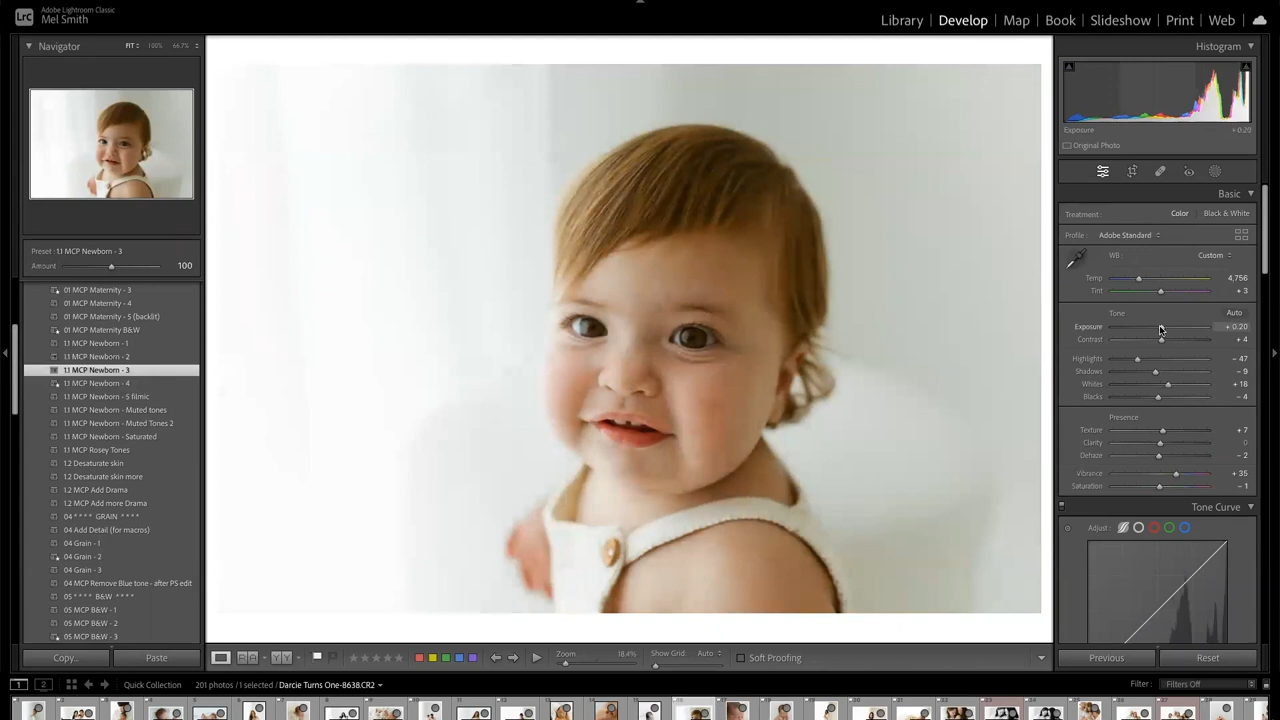 Lrc
Adobe Lightroom Classic
Mel Smith
Library | Develop | Map | Book | Slideshow | Print | Web
Navigator
FIT
100%
66.7%
Preset: 1.1 MCP Newborn - 3
Amount
100
01 MCP Maternity - 3
01 MCP Maternity - 4
01 MCP Maternity - 5 (backlit)
01 MCP Maternity B&W
1.1 MCP Newborn - 1
1.1 MCP Newborn - 2
1.1 MCP Newborn - 3
1.1 MCP Newborn - 4
1.1 MCP Newborn - 5 filmic
1.1 MCP Newborn - Muted tones
1.1 MCP Newborn - Muted Tones 2
1.1 MCP Newborn - Saturated
1.1 MCP Rosey Tones
1.2 Desaturate skin
1.2 Desaturate skin more
1.2 MCP Add Drama
1.2 MCP Add more Drama
04 **** GRAIN ****
04 Add Detail (for macros)
04 Grain - 1
04 Grain - 2
04 Grain - 3
04 MCP Remove Blue tone - after PS edit
05 **** B&W ****
05 MCP B&W - 1
05 MCP B&W - 2
05 MCP B&W - 3
Copy...
Paste
Histogram
Exposure + 0.20
Original Photo
Basic
Treatment: Color Black & White
Profile: Adobe Standard
WB: Custom
Temp 4,756
Tint + 3
Tone Auto
Exposure + 0.20
Contrast + 4
Highlights - 47
Shadows - 9
Whites + 18
Blacks - 4
Presence
Texture + 7
Clarity 0
Dehaze - 2
Vibrance + 35
Saturation - 1
Tone Curve
Adjust:
Zoom 18.4%
Show Grid: Auto
Soft Proofing
Previous
Reset
1 2 Quick Collection 201 photos / 1 selected / Darcie Turns One-8638.CR2
Filter: Filters Off